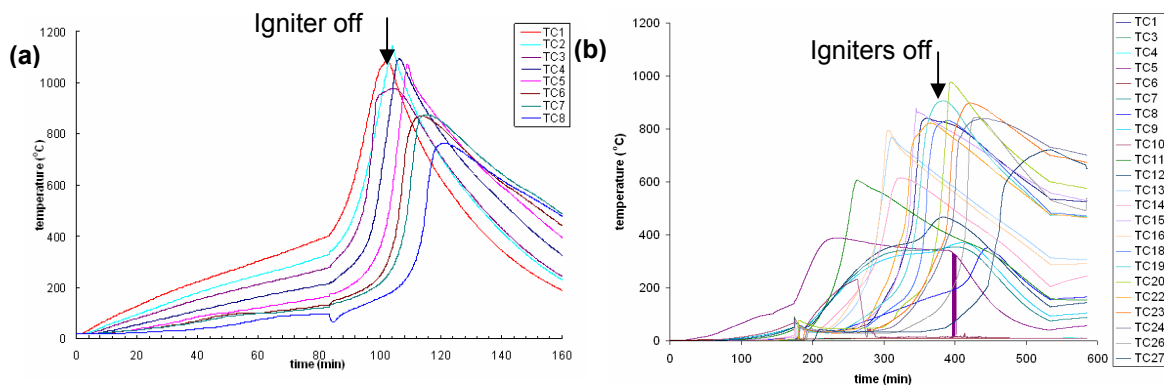 (a)
Igniter off
temperature (°C)
1200
1000
800
600
400
200
0
0 20 40 60 80 100 120 140 160
time (min)
TC1
TC2
TC3
TC4
TC5
TC6
TC7
TC8
(b)
Igniters off
temperature (°C)
1200
1000
800
600
400
200
0
0 100 200 300 400 500 600
time (min)
TC1
TC3
TC4
TC5
TC6
TC7
TC8
TC9
TC10
TC11
TC12
TC13
TC14
TC15
TC16
TC18
TC19
TC20
TC22
TC23
TC24
TC26
TC27